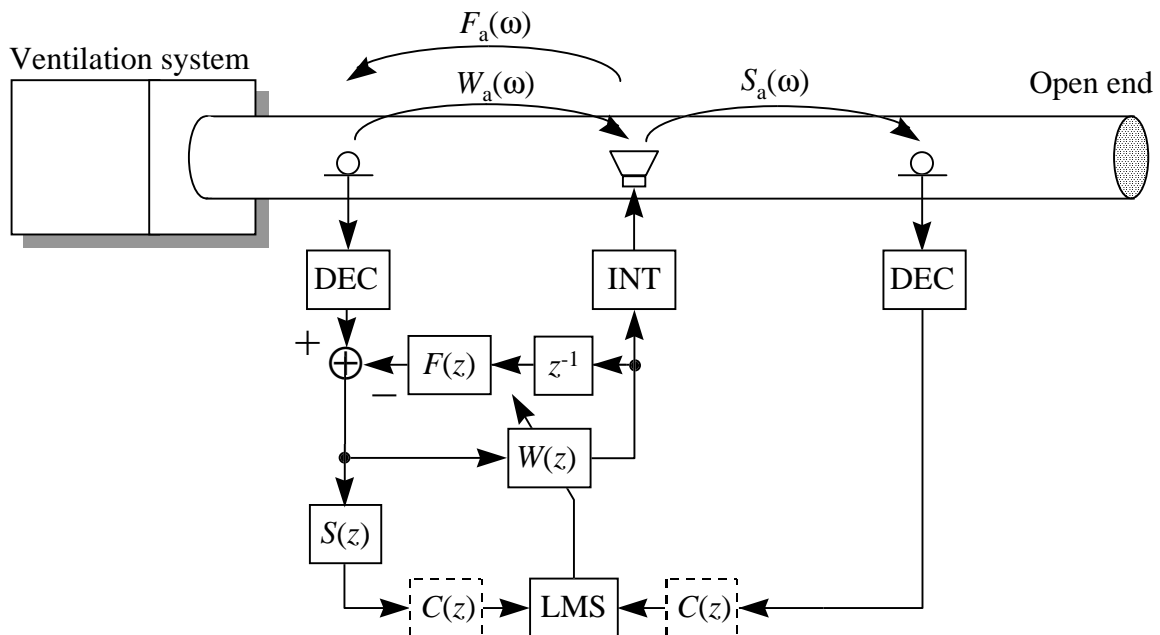 Fₐ(ω)
Ventilation system
Wₐ(ω)
Sₐ(ω)
Open end
DEC
INT
DEC
+
F(z)
z⁻¹
−
W(z)
S(z)
C(z)
LMS
C(z)